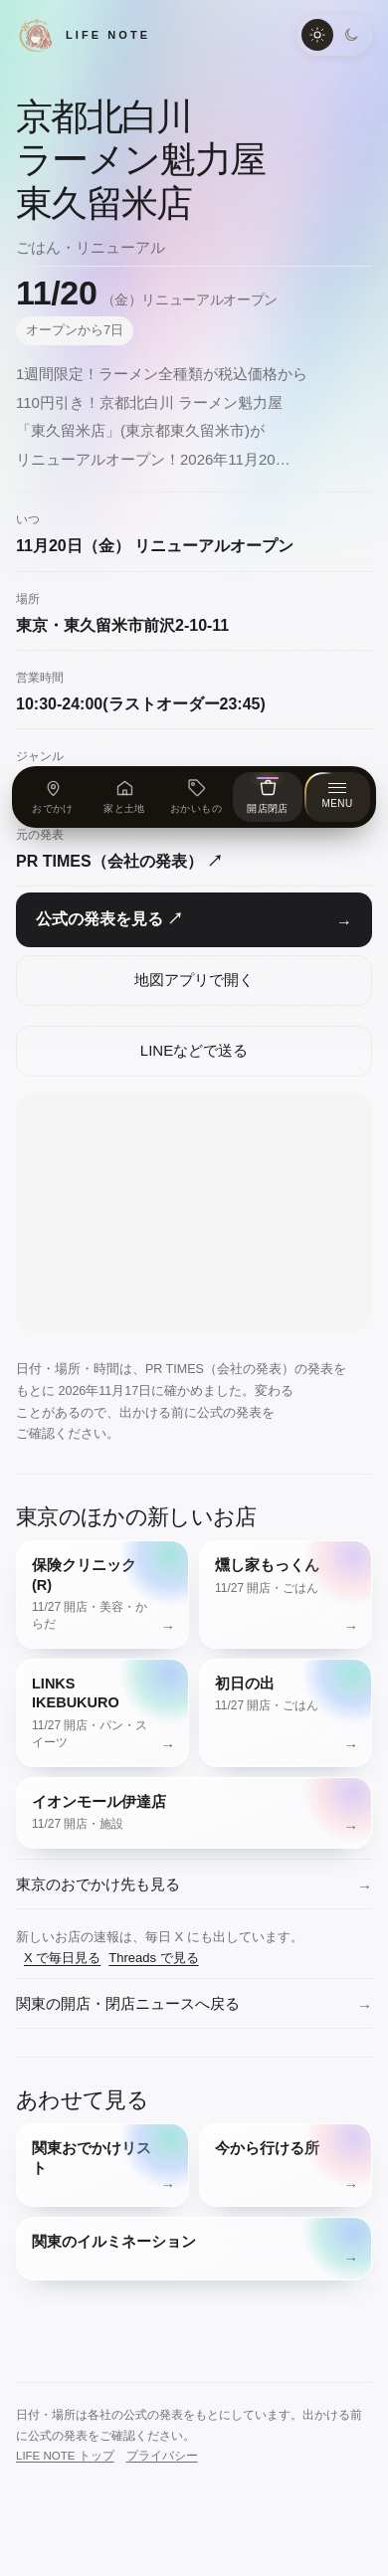 LIFE NOTE
京都北白川
ラーメン魁力屋
東久留米店
ごはん・リニューアル
11/20 （金）リニューアルオープン
オープンから7日
1週間限定！ラーメン全種類が税込価格から
110円引き！京都北白川 ラーメン魁力屋
「東久留米店」(東京都東久留米市)が
リニューアルオープン！2026年11月20…
いつ
11月20日（金） リニューアルオープン
場所
東京・東久留米市前沢2-10-11
営業時間
10:30-24:00(ラストオーダー23:45)
ジャンル
おでかけ 家と土地 おかいもの 開店閉店 MENU
元の発表
PR TIMES（会社の発表） ↗
公式の発表を見る ↗ →
地図アプリで開く
LINEなどで送る
日付・場所・時間は、PR TIMES（会社の発表）の発表を
もとに 2026年11月17日に確かめました。変わる
ことがあるので、出かける前に公式の発表を
ご確認ください。
東京のほかの新しいお店
保険クリニック
(R)
11/27 開店・美容・か
らだ →
燻し家もっくん
11/27 開店・ごはん
→
LINKS
IKEBUKURO
11/27 開店・パン・ス
イーツ →
初日の出
11/27 開店・ごはん
→
イオンモール伊達店
11/27 開店・施設 →
東京のおでかけ先も見る →
新しいお店の速報は、毎日 X にも出しています。
X で毎日見る Threads で見る
関東の開店・閉店ニュースへ戻る →
あわせて見る
関東おでかけリス
ト →
今から行ける所
→
関東のイルミネーション
→
日付・場所は各社の公式の発表をもとにしています。出かける前
に公式の発表をご確認ください。
LIFE NOTE トップ プライバシー